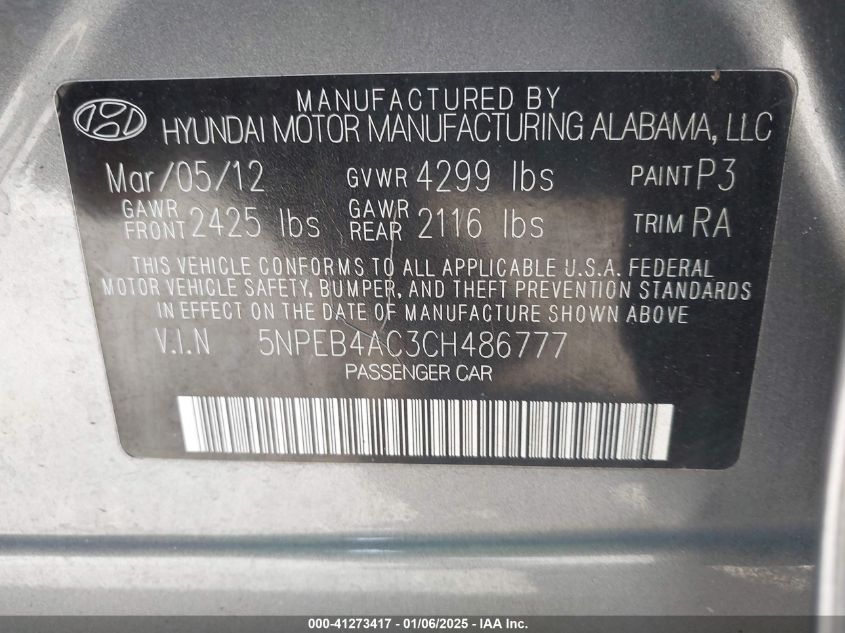 MANUFACTURED BY
HYUNDAI MOTOR MANUFACTURING ALABAMA, LLC
Mar/05/12 GVWR 4299 lbs PAINT P3
GAWR FRONT 2425 lbs GAWR REAR 2116 lbs TRIM RA
THIS VEHICLE CONFORMS TO ALL APPLICABLE U.S.A. FEDERAL
MOTOR VEHICLE SAFETY, BUMPER, AND THEFT PREVENTION STANDARDS
IN EFFECT ON THE DATE OF MANUFACTURE SHOWN ABOVE.
V.I.N 5NPEB4AC3CH486777
PASSENGER CAR
000-41273417 - 01/06/2025 - IAA Inc.